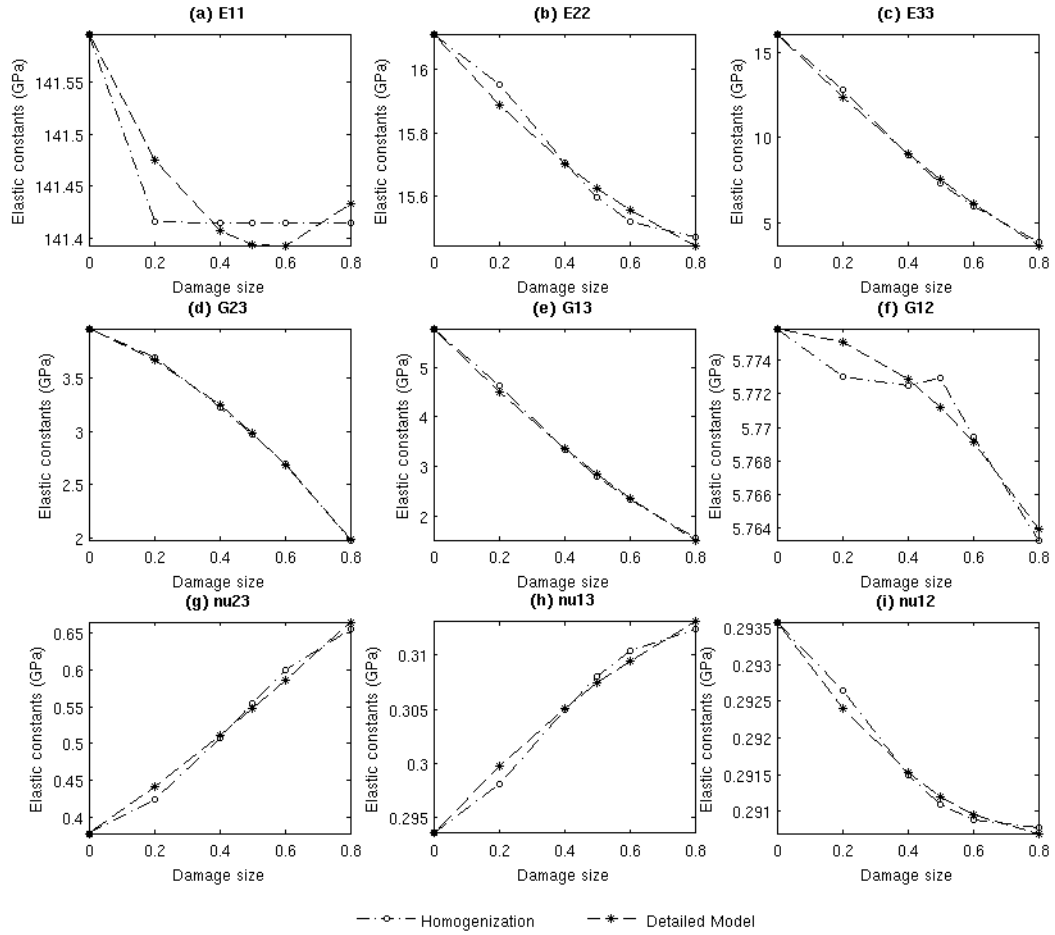 (a) E11 (b) E22 (c) E33
Elastic constants (GPa)
141.55
141.5
141.45
141.4
0 0.2 0.4 0.6 0.8
Damage size
Elastic constants (GPa)
16
15.8
15.6
0 0.2 0.4 0.6 0.8
Damage size
Elastic constants (GPa)
15
10
5
0 0.2 0.4 0.6 0.8
Damage size
(d) G23 (e) G13 (f) G12
Elastic constants (GPa)
3.5
3
2.5
2
0 0.2 0.4 0.6 0.8
Damage size
Elastic constants (GPa)
5
4
3
2
0 0.2 0.4 0.6 0.8
Damage size
Elastic constants (GPa)
5.774
5.772
5.77
5.768
5.766
5.764
0 0.2 0.4 0.6 0.8
Damage size
(g) nu23 (h) nu13 (i) nu12
Elastic constants (GPa)
0.65
0.6
0.55
0.5
0.45
0.4
0 0.2 0.4 0.6 0.8
Damage size
Elastic constants (GPa)
0.31
0.305
0.3
0.295
0 0.2 0.4 0.6 0.8
Damage size
Elastic constants (GPa)
0.2935
0.293
0.2925
0.292
0.2915
0.291
0 0.2 0.4 0.6 0.8
Damage size
Homogenization Detailed Model